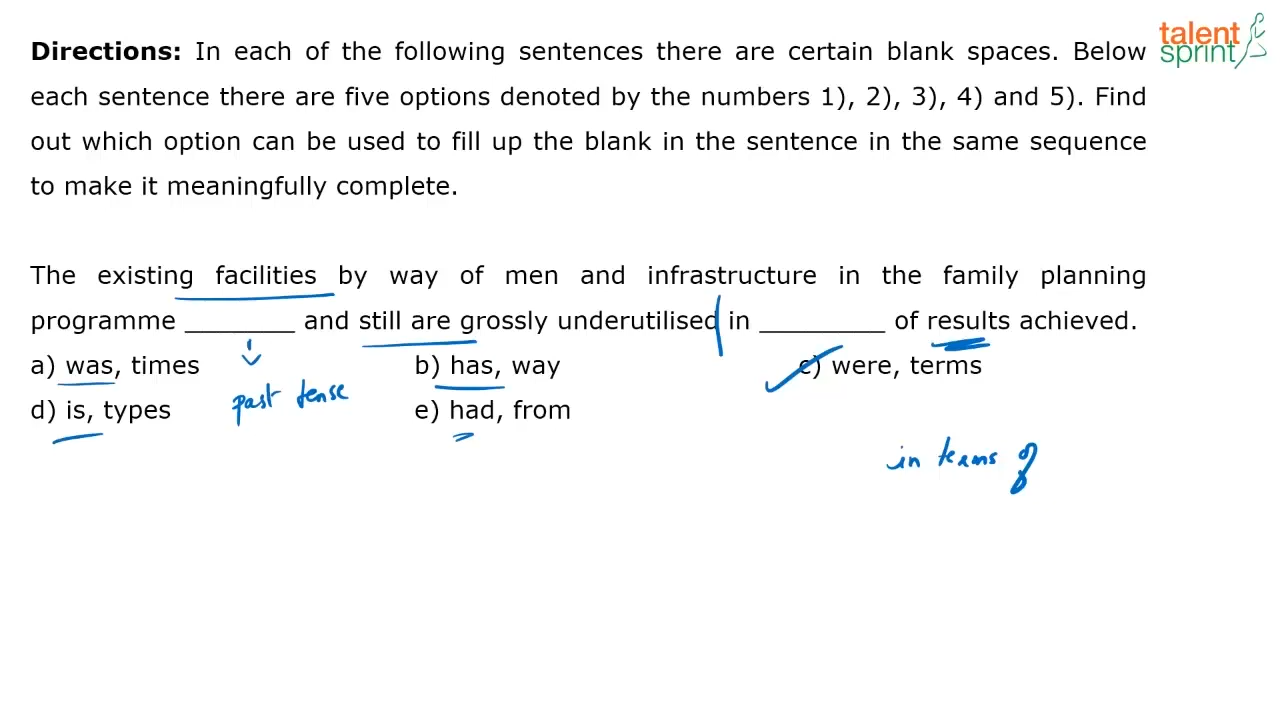 talent
sprint
Directions: In each of the following sentences there are certain blank spaces. Below
each sentence there are five options denoted by the numbers 1), 2), 3), 4) and 5). Find
out which option can be used to fill up the blank in the sentence in the same sequence
to make it meaningfully complete.
The existing facilities by way of men and infrastructure in the family planning
programme ________ and still are grossly underutilised in _________ of results achieved.
a) was, times b) has, way c) were, terms
past tense
d) is, types e) had, from
in terms of